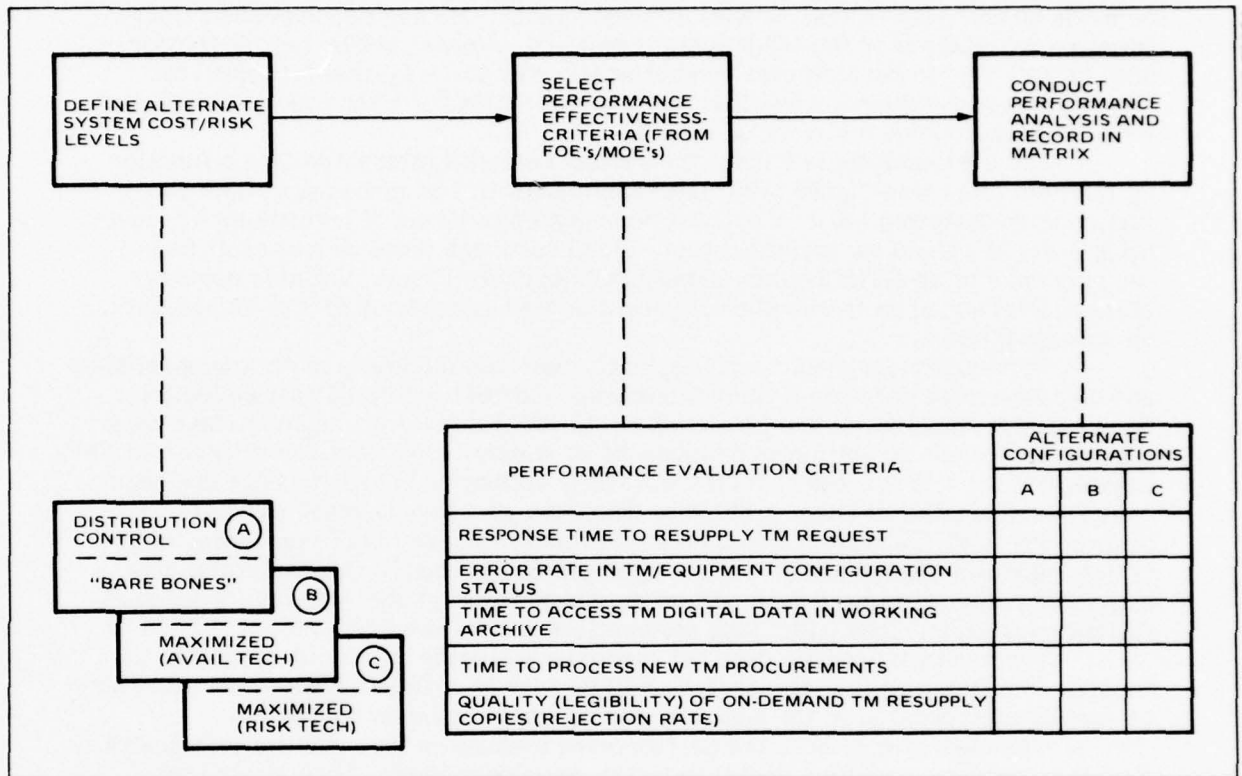 DEFINE ALTERNATE
SYSTEM COST/RISK
LEVELS
SELECT
PERFORMANCE
EFFECTIVENESS-
CRITERIA (FROM
FOE's/MOE's)
CONDUCT
PERFORMANCE
ANALYSIS AND
RECORD IN
MATRIX
DISTRIBUTION
CONTROL
A
"BARE BONES"
B
MAXIMIZED
(AVAIL TECH)
C
MAXIMIZED
(RISK TECH)
PERFORMANCE EVALUATION CRITERIA
ALTERNATE
CONFIGURATIONS
A B C
RESPONSE TIME TO RESUPPLY TM REQUEST
ERROR RATE IN TM/EQUIPMENT CONFIGURATION
STATUS
TIME TO ACCESS TM DIGITAL DATA IN WORKING
ARCHIVE
TIME TO PROCESS NEW TM PROCUREMENTS
QUALITY (LEGIBILITY) OF ON-DEMAND TM RESUPPLY
COPIES (REJECTION RATE)